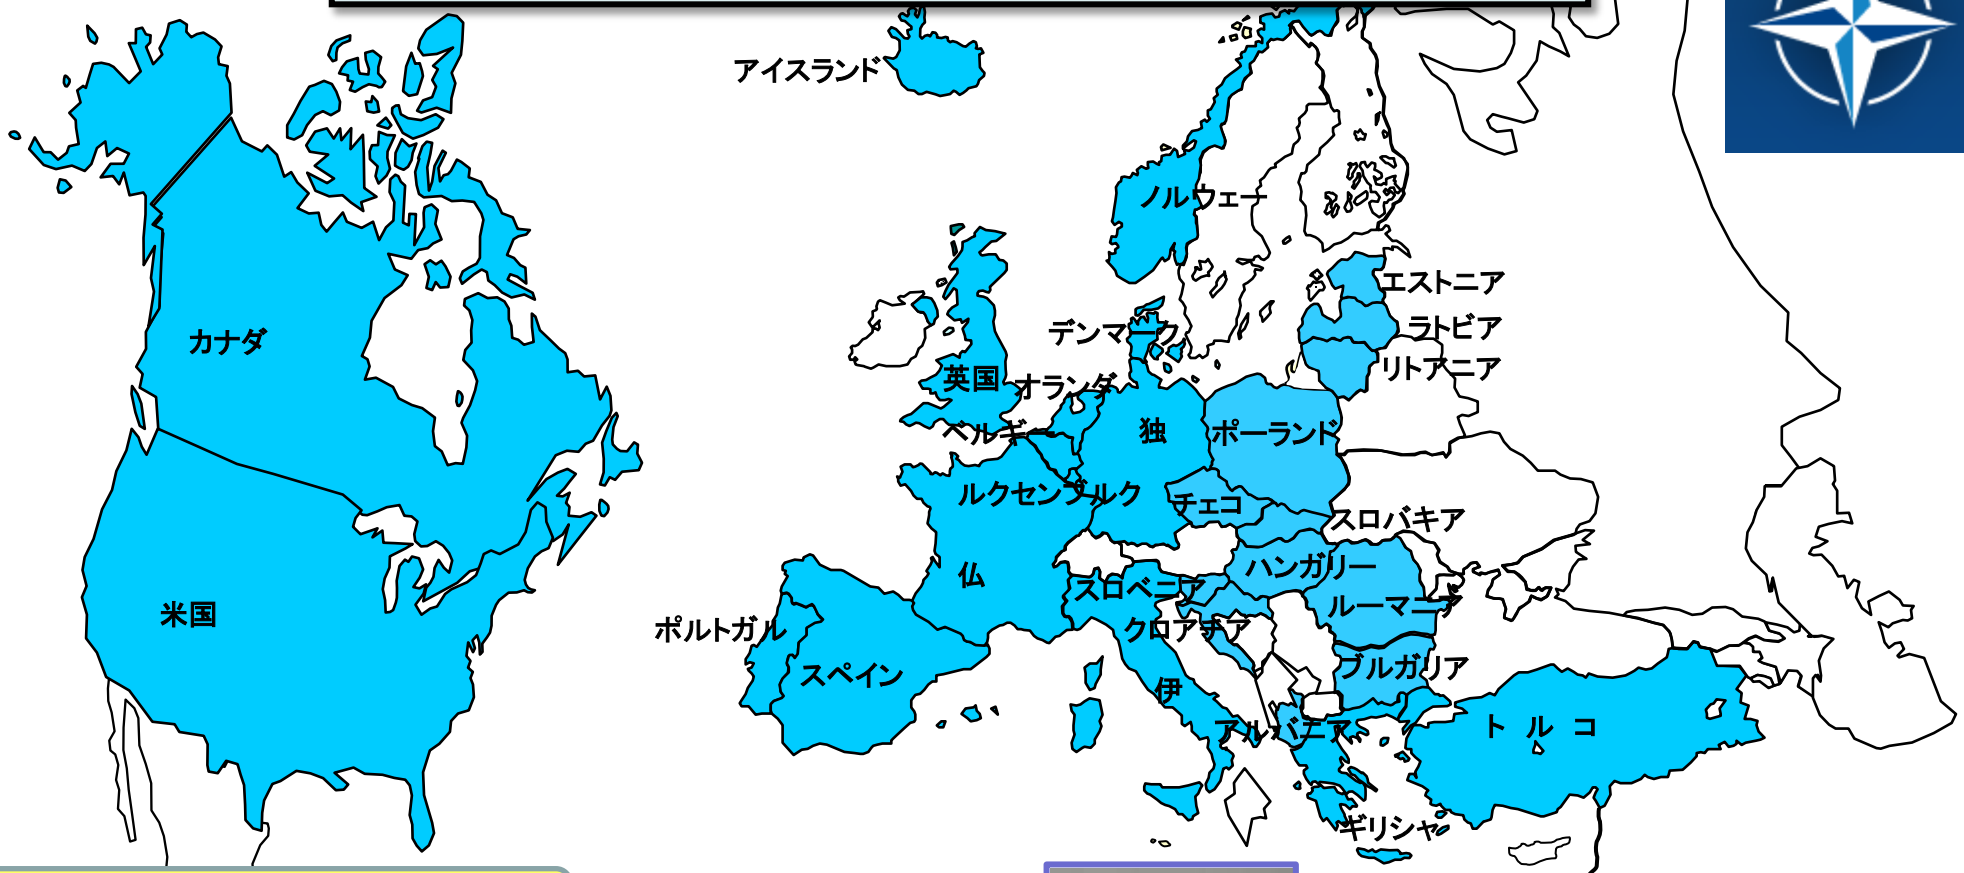 アイスランド
ノルウェー
エストニア
カナダ
デンマーク
ラトビア
リトアニア
英国
オランダ
ベルギー
独
ポーランド
ルクセンブルク
チェコ
スロバキア
仏
ハンガリー
スロベニア
米国
ルーマニア
ポルトガル
クロアチア
スペイン
ブルガリア
伊
アルバニア
ト ル コ
ギリシャ